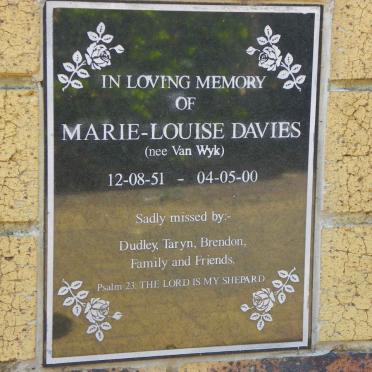 IN LOVING MEMORY
OF
MARIE-LOUISE DAVIES
(nee Van Wyk)
12-08-51 - 04-05-00
Sadly missed by:-
Dudley, Taryn, Brendon,
Family and Friends.
Psalm 23: THE LORD IS MY SHEPARD